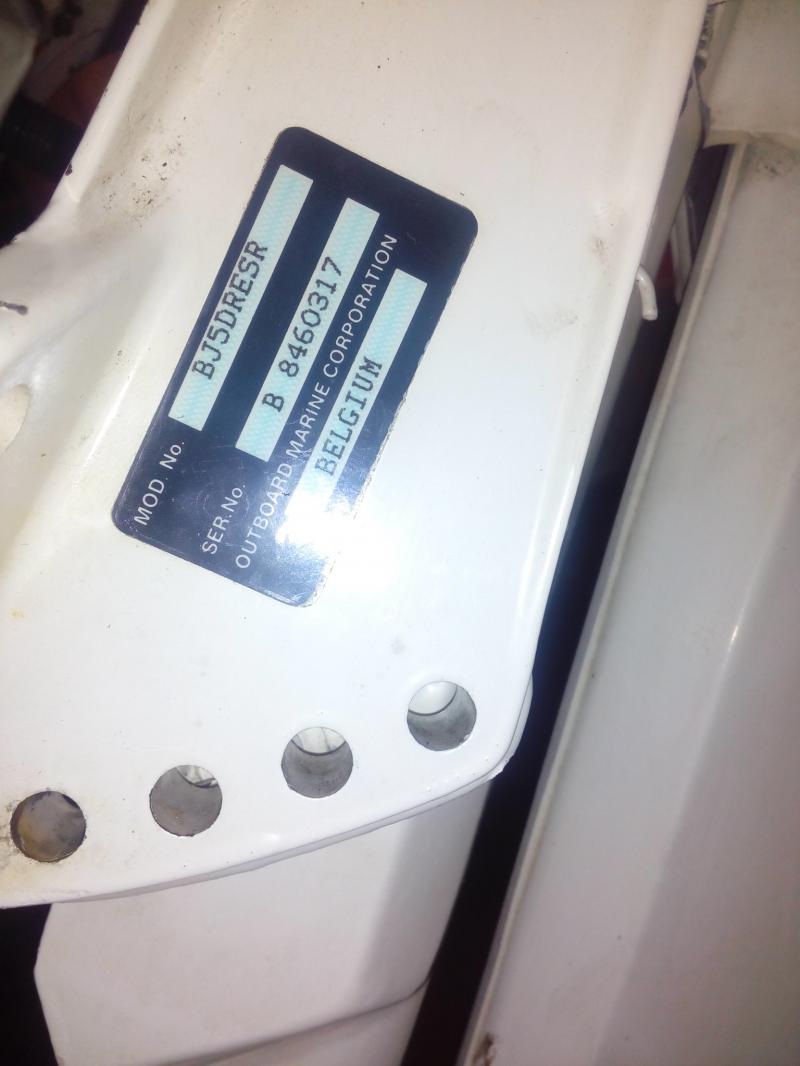 MOD. No. BJ5DRESR
SER.No. B 8460317
OUTBOARD MARINE CORPORATION
BELGIUM